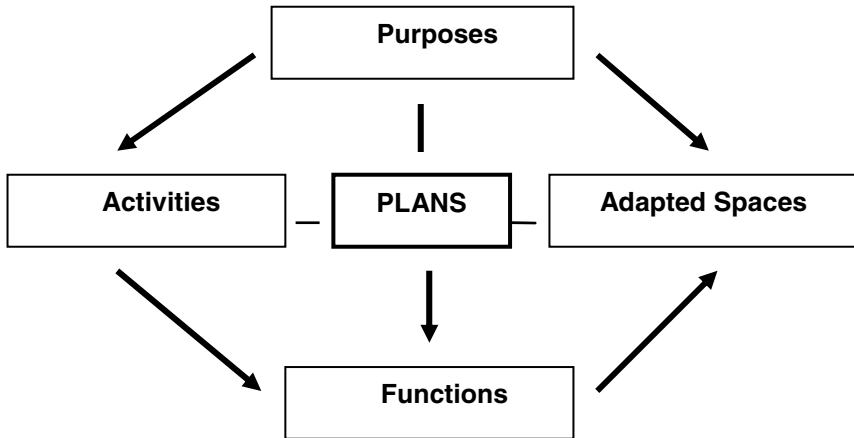 Purposes
Activities
PLANS
Adapted Spaces
Functions